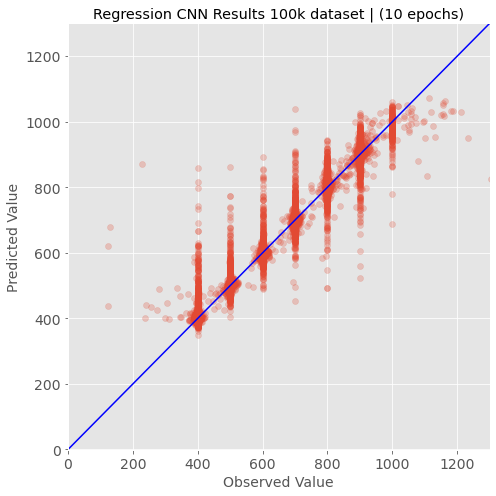 Regression CNN Results 100k dataset | (10 epochs)
1200
1000
800
600
400
200
0
Predicted Value
0 200 400 600 800 1000 1200
Observed Value